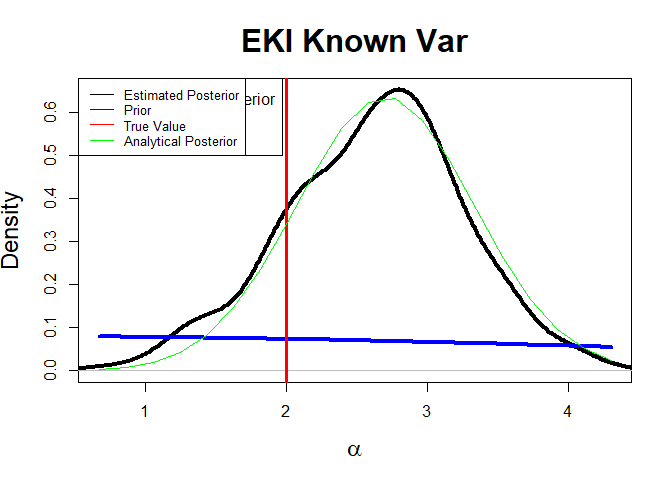 EKI Known Var
Estimated Posterior
erior
Prior
True Value
Analytical Posterior
Density
0.0
0.1
0.2
0.3
0.4
0.5
0.6
1
2
3
4
α